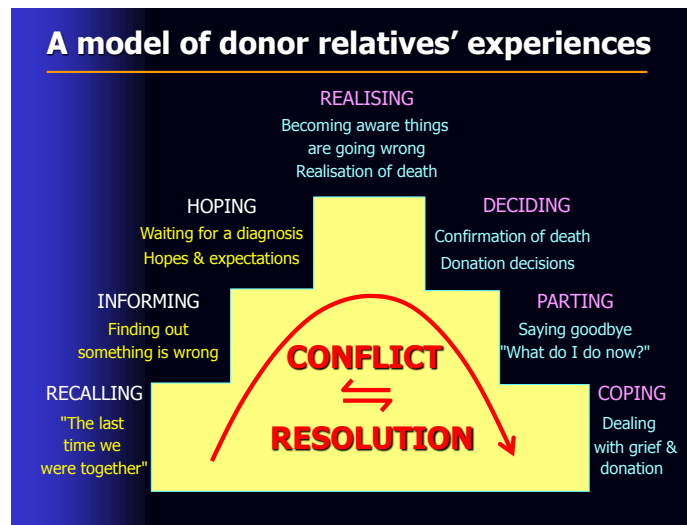 A model of donor relatives' experiences
REALISING
Becoming aware things
are going wrong
Realisation of death
HOPING
Waiting for a diagnosis
Hopes & expectations
DECIDING
Confirmation of death
Donation decisions
INFORMING
Finding out
something is wrong
PARTING
Saying goodbye
"What do I do now?"
CONFLICT
RESOLUTION
RECALLING
"The last
time we
were together"
COPING
Dealing
with grief &
donation